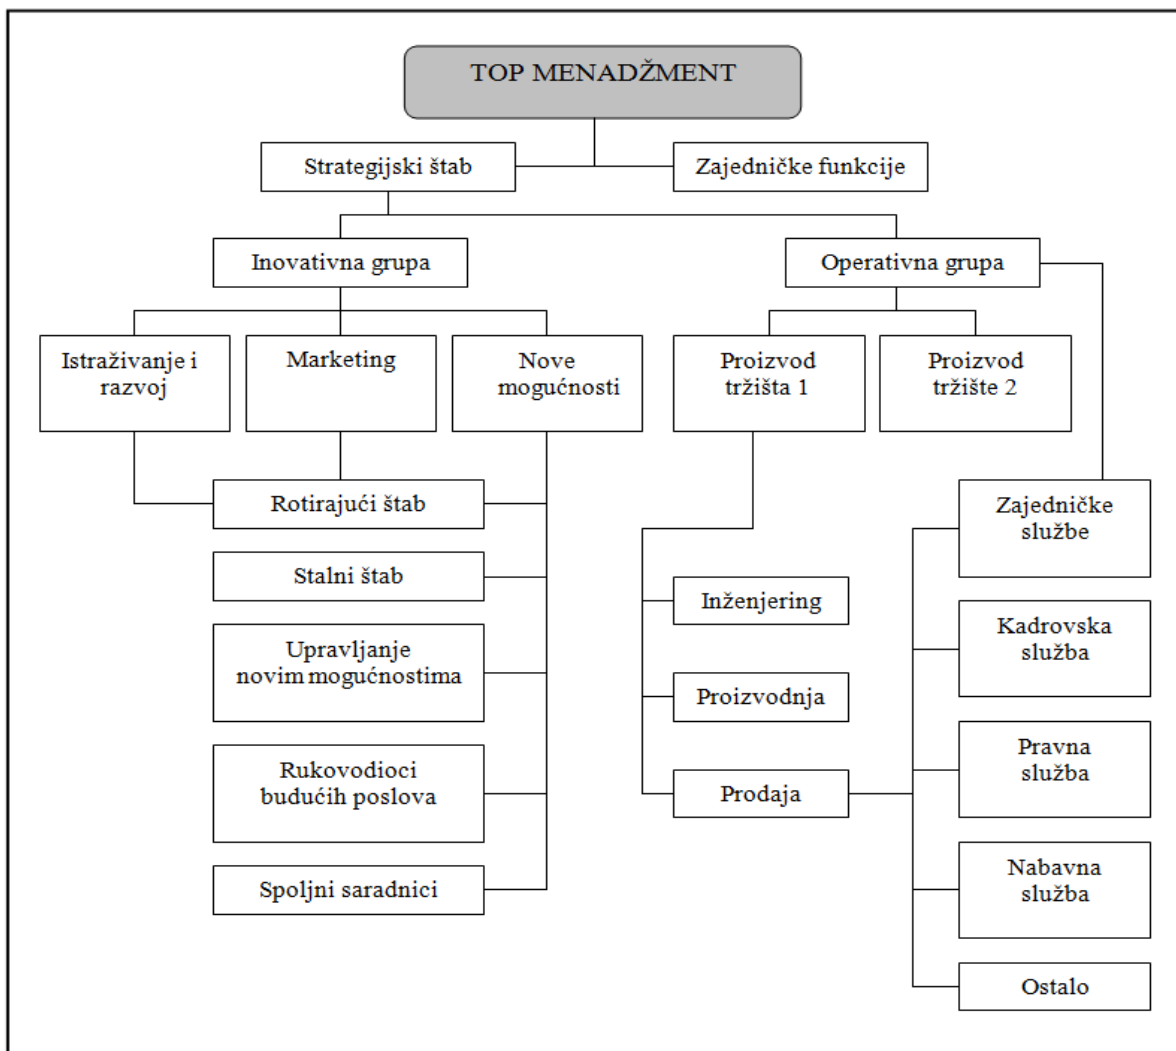 TOP MENADŽMENT
Strategijski štab
Zajedničke funkcije
Inovativna grupa
Operativna grupa
Istraživanje i
razvoj
Marketing
Nove
mogućnosti
Proizvod
tržišta 1
Proizvod
tržište 2
Rotirajući štab
Stalni štab
Upravljanje
novim mogućnostima
Rukovodioci
budućih poslova
Spoljni saradnici
Inženjering
Proizvodnja
Prodaja
Zajedničke
službe
Kadrovska
služba
Pravna
služba
Nabavna
služba
Ostalo